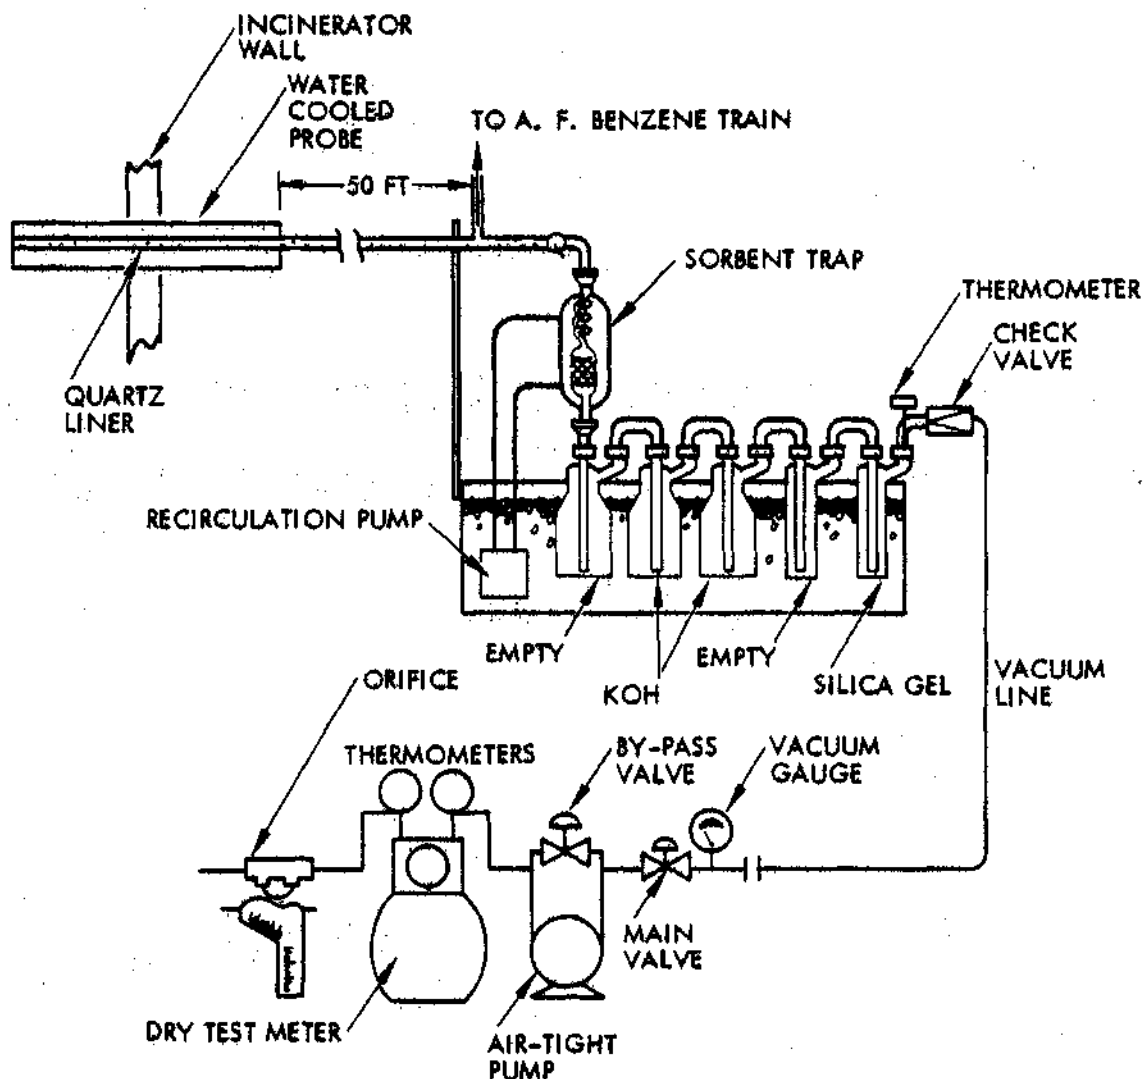 INCINERATOR
WALL
WATER
COOLED
PROBE
TO A. F. BENZENE TRAIN
50 FT
SORBENT TRAP
THERMOMETER
CHECK
VALVE
QUARTZ
LINER
RECIRCULATION PUMP
EMPTY
KOH
EMPTY
SILICA GEL
VACUUM
LINE
ORIFICE
THERMOMETERS
BY-PASS
VALVE
VACUUM
GAUGE
MAIN
VALVE
DRY TEST METER
AIR-TIGHT
PUMP